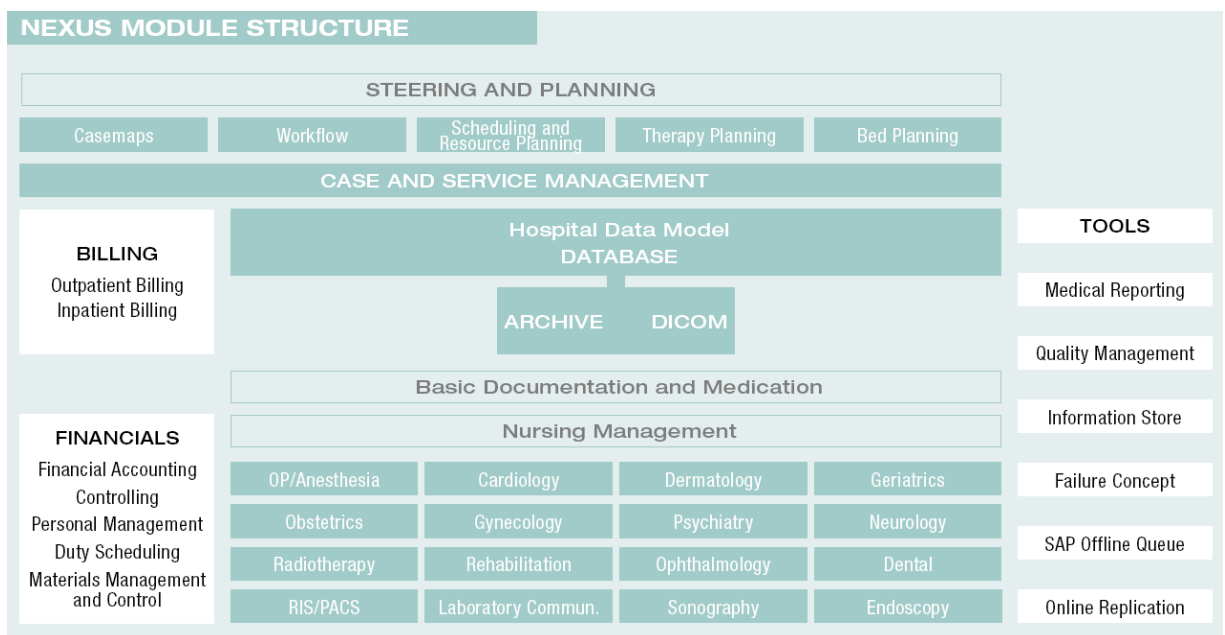 NEXUS MODULE STRUCTURE
STEERING AND PLANNING
Casemaps
Workflow
Scheduling and
Resource Planning
Therapy Planning
Bed Planning
CASE AND SERVICE MANAGEMENT
BILLING
Outpatient Billing
Inpatient Billing
Hospital Data Model
DATABASE
ARCHIVE DICOM
Basic Documentation and Medication
Nursing Management
FINANCIALS
Financial Accounting
Controlling
Personal Management
Duty Scheduling
Materials Management
and Control
OP/Anesthesia
Cardiology
Dermatology
Geriatrics
Obstetrics
Gynecology
Psychiatry
Neurology
Radiotherapy
Rehabilitation
Ophthalmology
Dental
RIS/PACS
Laboratory Commun.
Sonography
Endoscopy
TOOLS
Medical Reporting
Quality Management
Information Store
Failure Concept
SAP Offline Queue
Online Replication